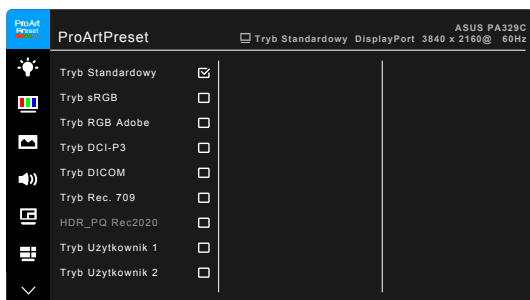 ProArt
Preset
ProArtPreset
ASUS PA329C
Tryb Standardowy DisplayPort 3840 x 2160@ 60Hz
Tryb Standardowy
Tryb sRGB
Tryb RGB Adobe
Tryb DCI-P3
Tryb DICOM
Tryb Rec. 709
HDR_PQ Rec2020
Tryb Użytkownik 1
Tryb Użytkownik 2